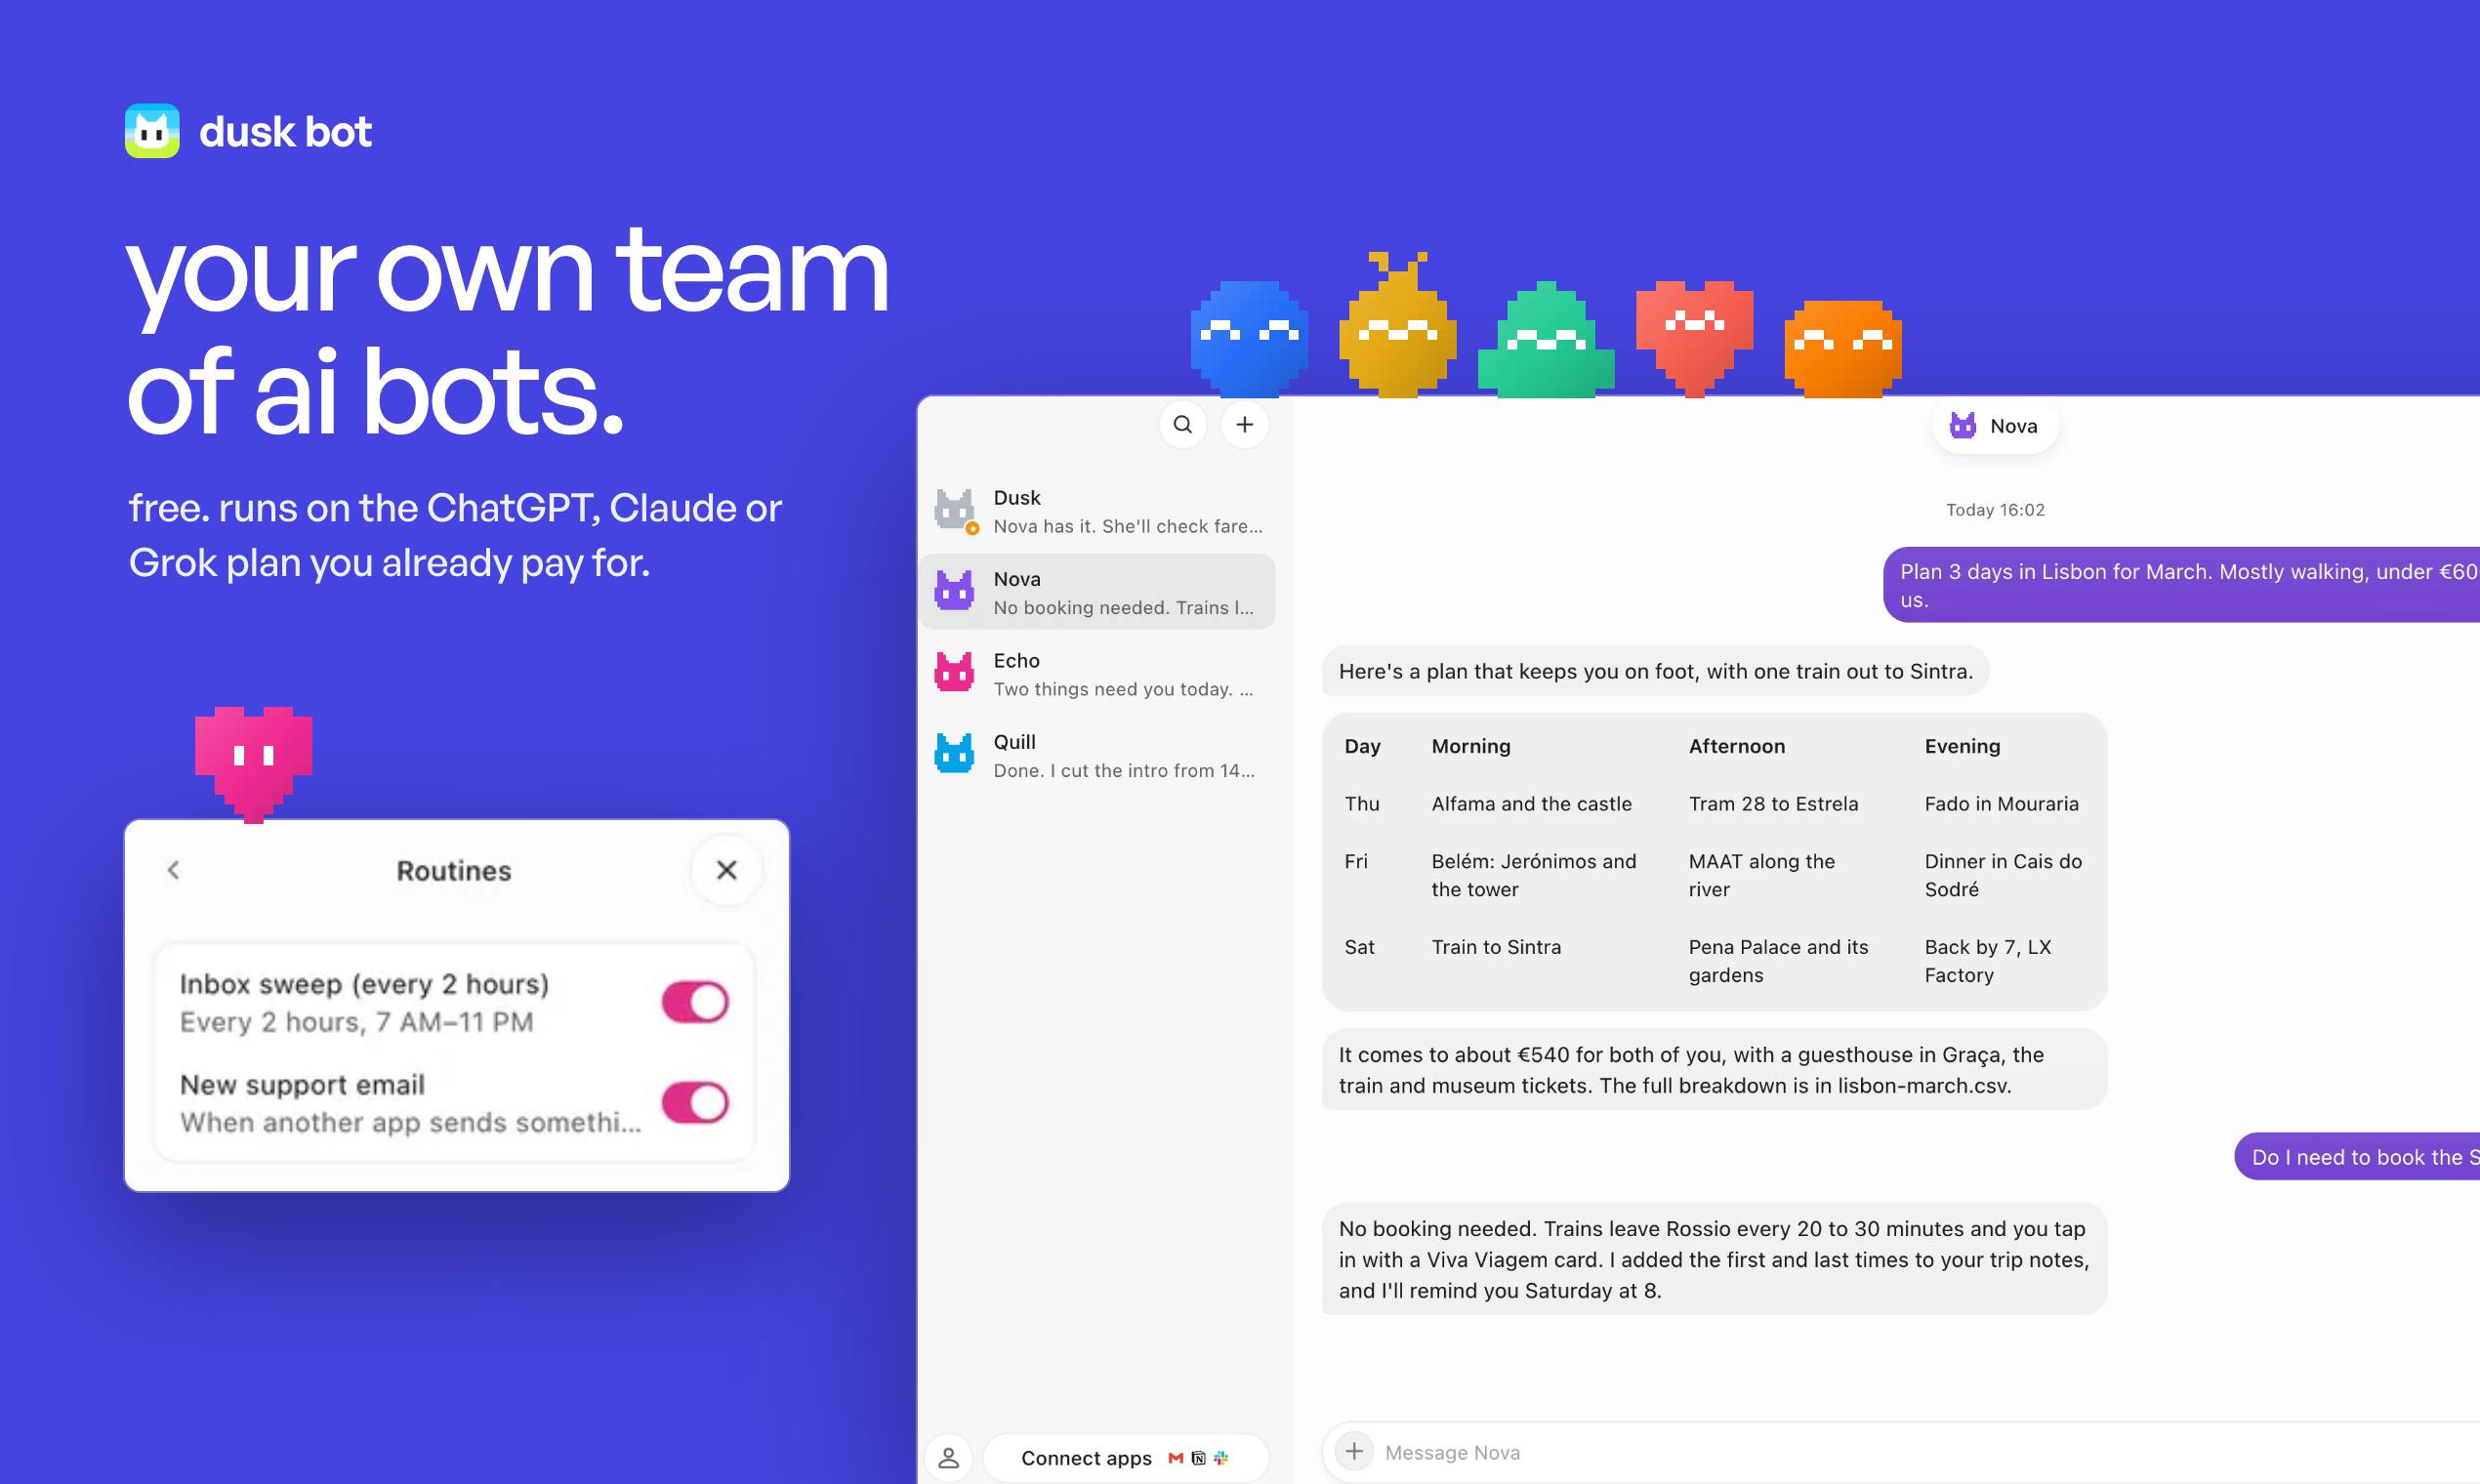 dusk bot
your own team
of ai bots.
free. runs on the ChatGPT, Claude or
Grok plan you already pay for.
Routines
Inbox sweep (every 2 hours)
Every 2 hours, 7 AM–11 PM
New support email
When another app sends somethi...
Dusk
Nova has it. She'll check fare...
Nova
No booking needed. Trains l...
Echo
Two things need you today. ...
Quill
Done. I cut the intro from 14...
Connect apps
Nova
Today 16:02
Plan 3 days in Lisbon for March. Mostly walking, under €60
us.
Here's a plan that keeps you on foot, with one train out to Sintra.
Day Morning Afternoon Evening
Thu Alfama and the castle Tram 28 to Estrela Fado in Mouraria
Fri Belém: Jerónimos and MAAT along the Dinner in Cais do
the tower river Sodré
Sat Train to Sintra Pena Palace and its Back by 7, LX
gardens Factory
It comes to about €540 for both of you, with a guesthouse in Graça, the
train and museum tickets. The full breakdown is in lisbon-march.csv.
Do I need to book the S
No booking needed. Trains leave Rossio every 20 to 30 minutes and you tap
in with a Viva Viagem card. I added the first and last times to your trip notes,
and I'll remind you Saturday at 8.
Message Nova